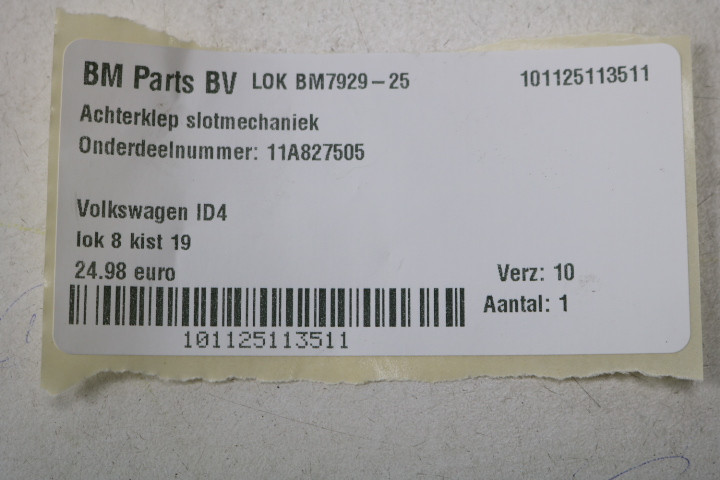 BM Parts BV LOK BM7929-25 101125113511
Achterklep slotmechaniek
Onderdeelnummer: 11A827505
Volkswagen ID4
lok 8 kist 19
24.98 euro Verz: 10
Aantal: 1
101125113511